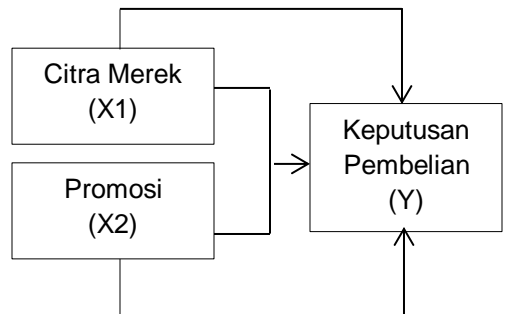 Citra Merek
(X1)
Promosi
(X2)
Keputusan
Pembelian
(Y)